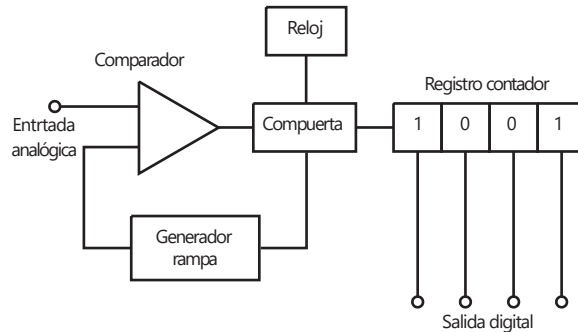 Reloj
Comparador
Registro contador
Entrtada
analógica
Compuerta
1 0 0 1
Generador
rampa
Salida digital